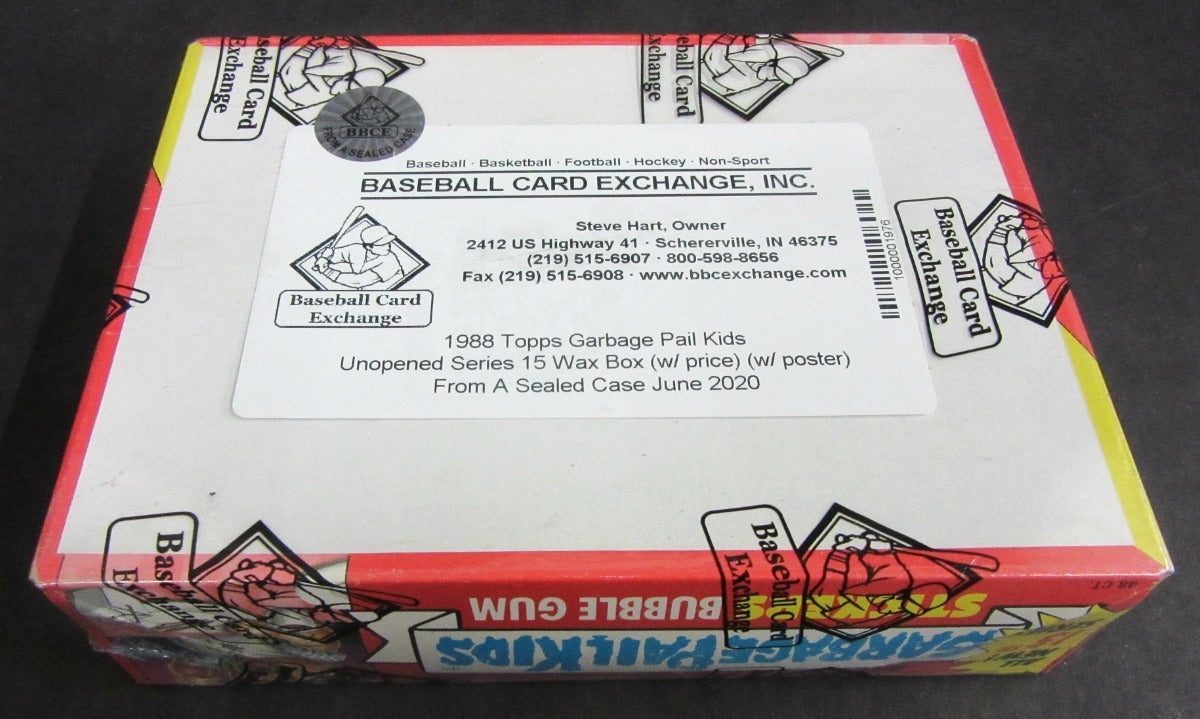 Baseball Card
Exchange
eball Card
xchange
BBCE
FROM A SEALED CASE
Baseball · Basketball · Football · Hockey · Non-Sport
BASEBALL CARD EXCHANGE, INC.
Steve Hart, Owner
2412 US Highway 41 · Schererville, IN 46375
(219) 515-6907 · 800-598-8656
Fax (219) 515-6908 · www.bbcexchange.com
1000001976
Baseball Card
Exchange
Baseball Card
Exchange
1988 Topps Garbage Pail Kids
Unopened Series 15 Wax Box (w/ price) (w/ poster)
From A Sealed Case June 2020
Baseball Card
Exchange
Baseball Card
Exchange
48 CT.
STICKERS BUBBLE GUM
GARBAGE PAIL KIDS